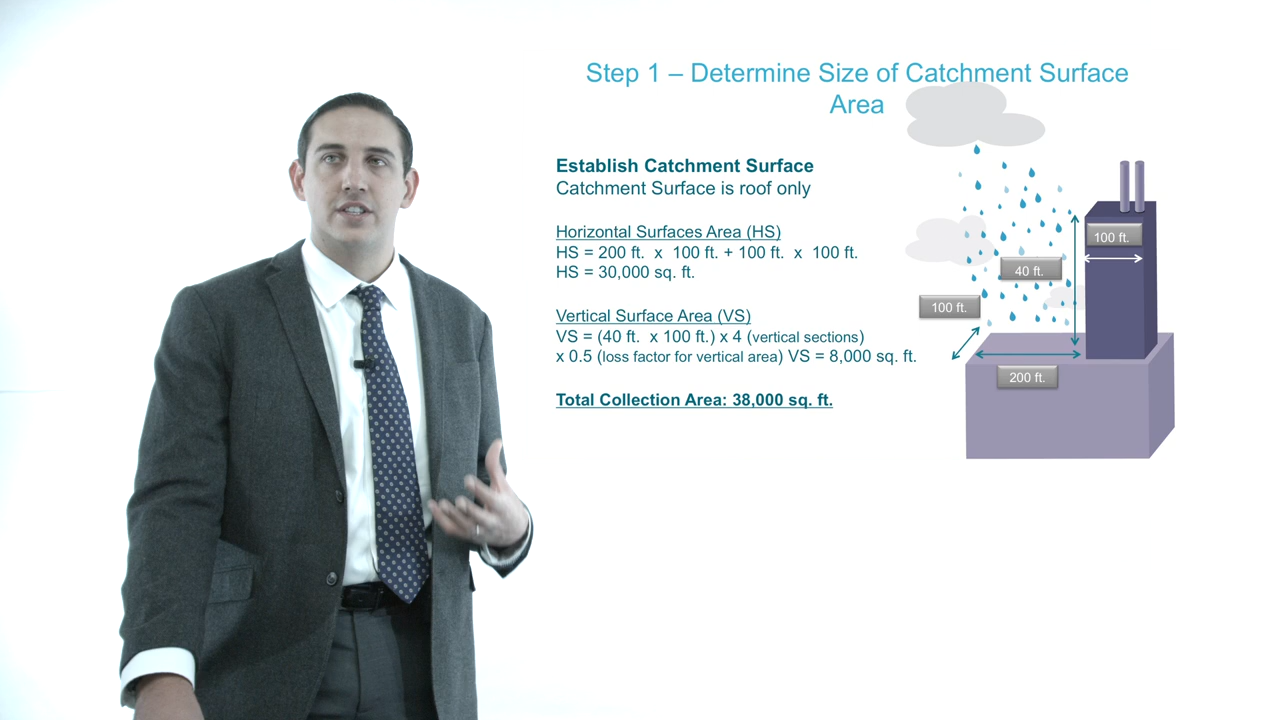 Step 1 – Determine Size of Catchment Surface
Area
Establish Catchment Surface
Catchment Surface is roof only
Horizontal Surfaces Area (HS)
HS = 200 ft. x 100 ft. + 100 ft. x 100 ft.
HS = 30,000 sq. ft.
Vertical Surface Area (VS)
VS = (40 ft. x 100 ft.) x 4 (vertical sections)
x 0.5 (loss factor for vertical area) VS = 8,000 sq. ft.
Total Collection Area: 38,000 sq. ft.
100 ft.
40 ft.
100 ft.
200 ft.